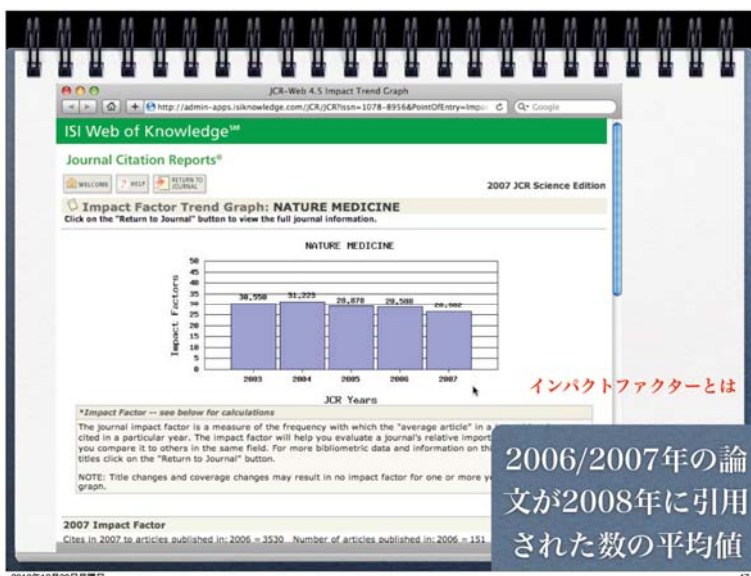 JCR-Web 4.5 Impact Trend Graph
http://admin-apps.isiknowledge.com/JCR/JCR?issn=1078-8956&PointOfEntry=Impa
Google
ISI Web of Knowledge℠
Journal Citation Reports®
WELCOME ? HELP RETURN TO JOURNAL
2007 JCR Science Edition
Impact Factor Trend Graph: NATURE MEDICINE
Click on the "Return to Journal" button to view the full journal information.
NATURE MEDICINE
50
45
40
35
30
25
20
15
10
5
0
Impact Factors
30.550 31.223 28.878 28.588
2003 2004 2005 2006 2007
JCR Years
インパクトファクターとは
*Impact Factor -- see below for calculations
The journal impact factor is a measure of the frequency with which the "average article" in a
cited in a particular year. The impact factor will help you evaluate a journal's relative import
you compare it to others in the same field. For more bibliometric data and information on th
titles click on the "Return to Journal" button.
NOTE: Title changes and coverage changes may result in no impact factor for one or more ye
graph.
2006/2007年の論
文が2008年に引用
された数の平均値
2007 Impact Factor
Cites in 2007 to articles published in: 2006 = 3530 Number of articles published in: 2006 = 151